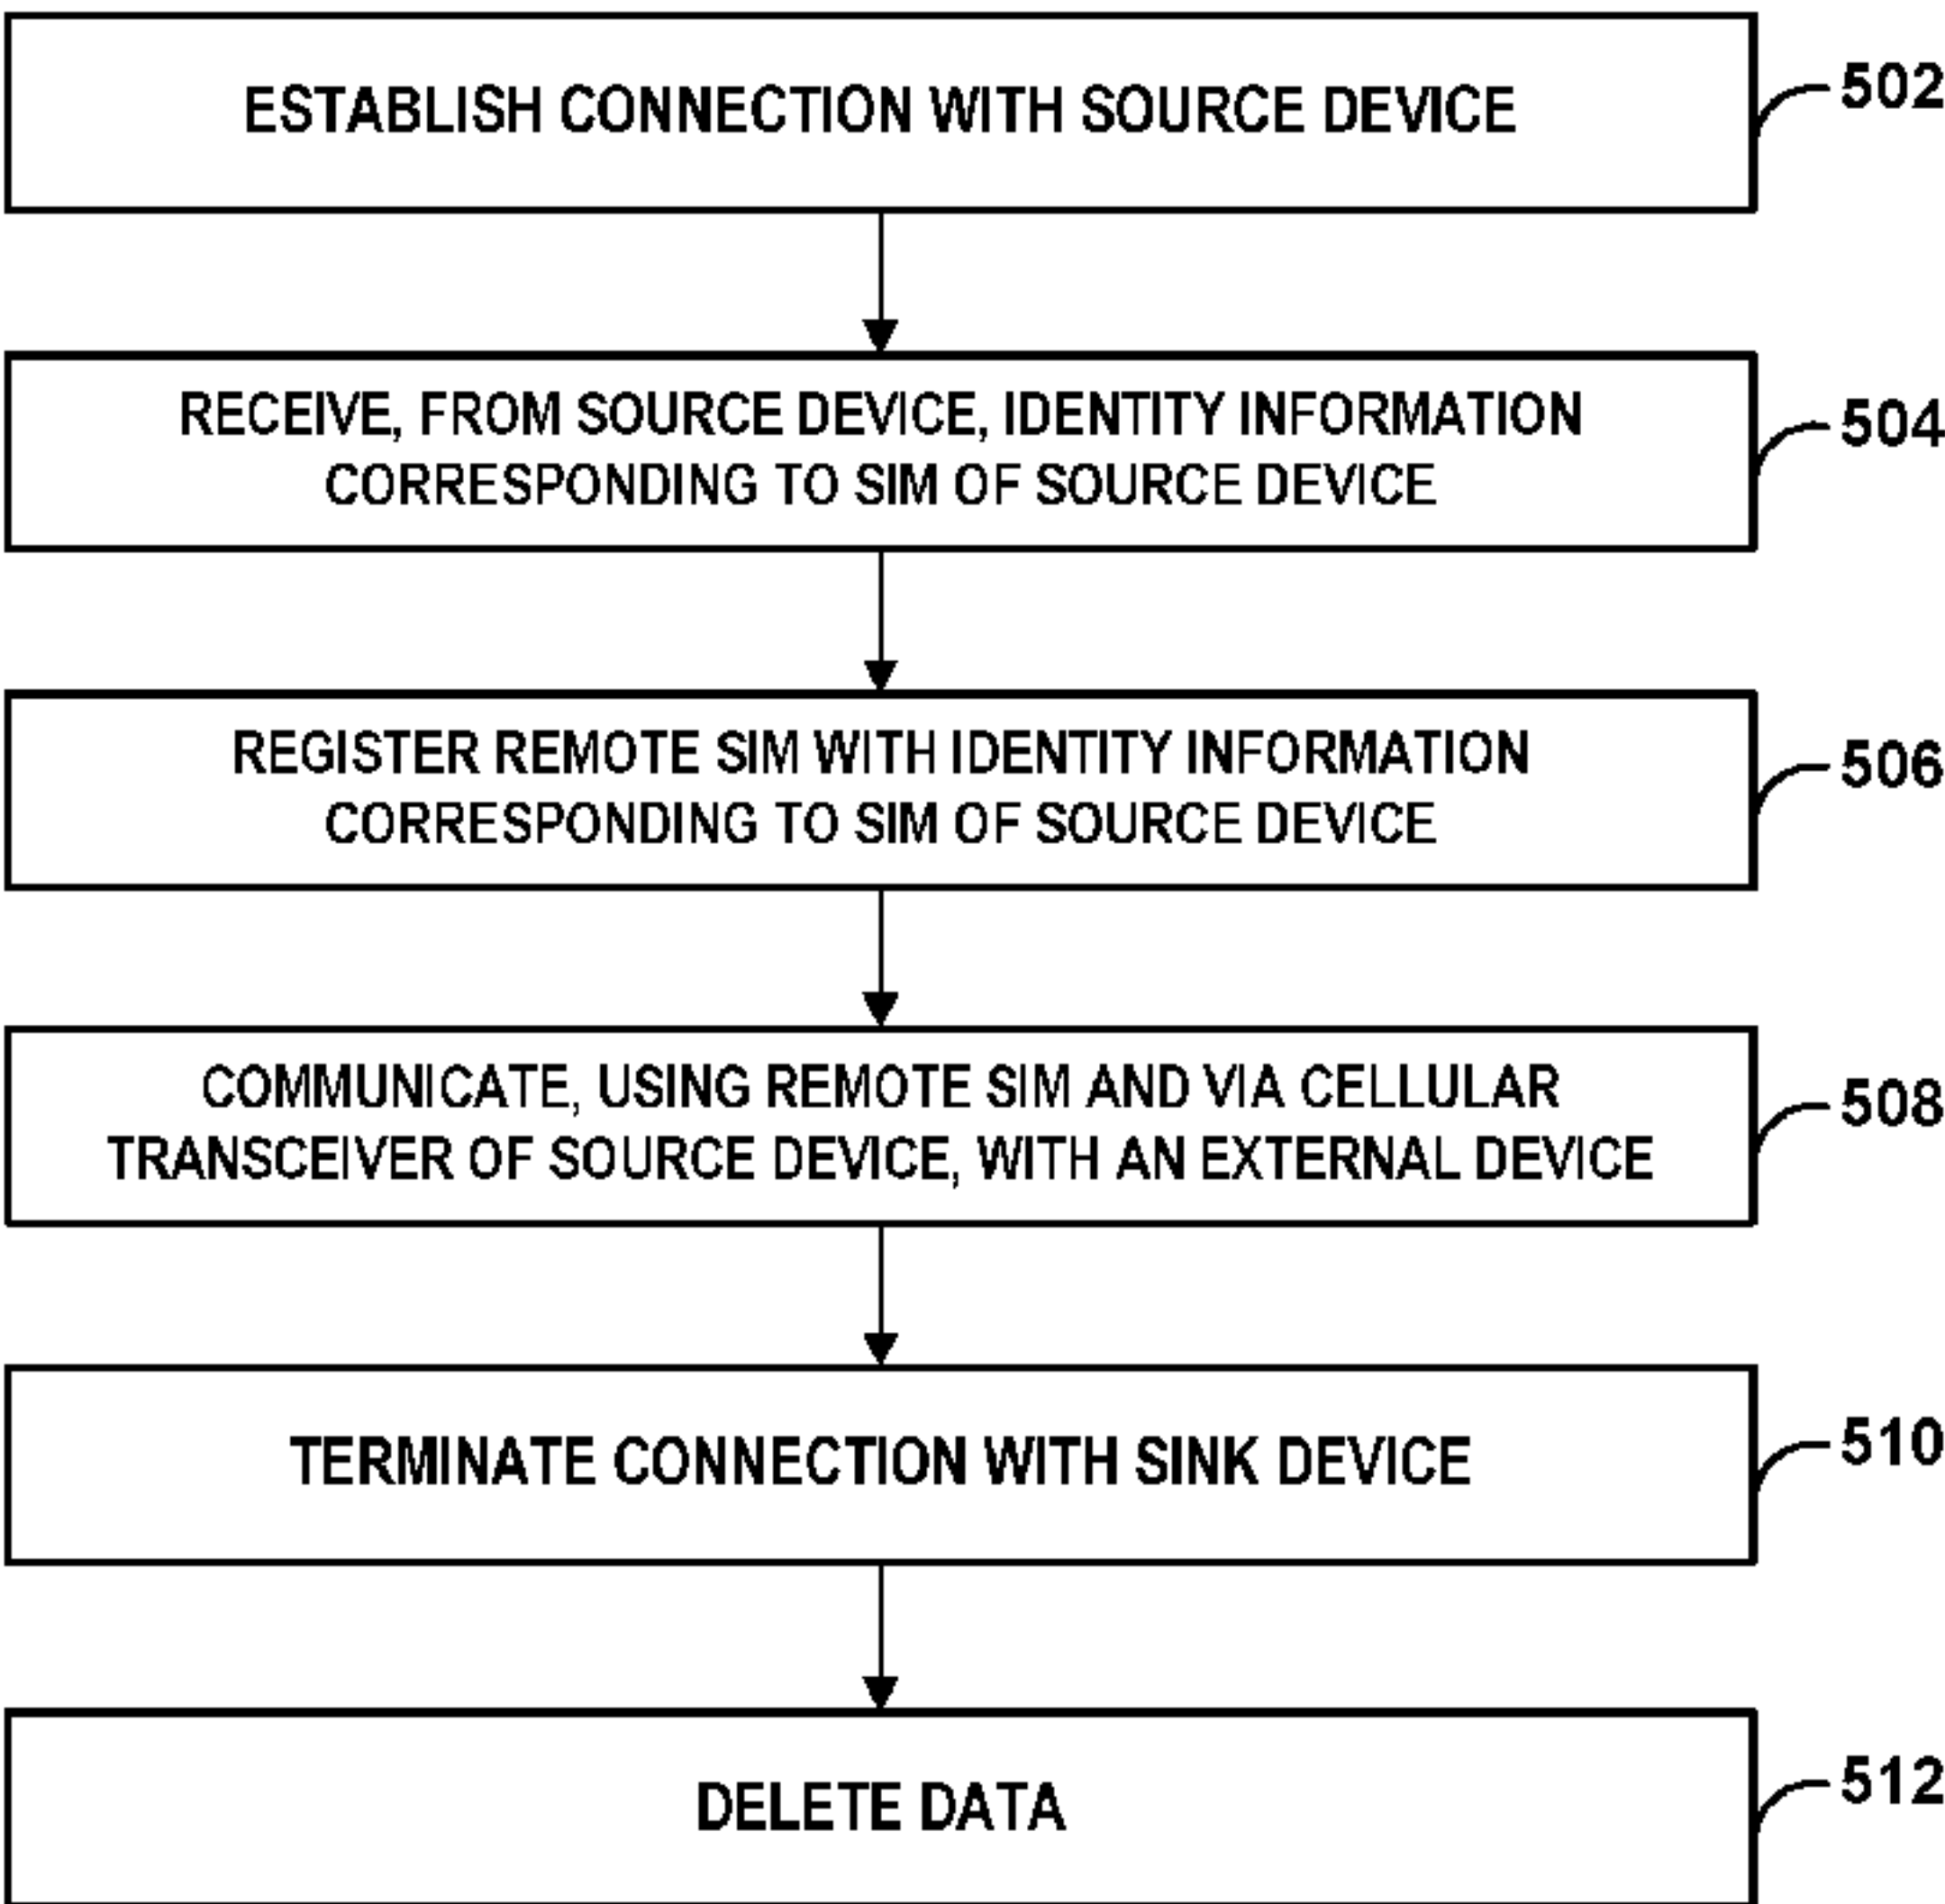 ESTABLISH CONNECTION WITH SOURCE DEVICE
502
RECEIVE, FROM SOURCE DEVICE, IDENTITY INFORMATION
CORRESPONDING TO SIM OF SOURCE DEVICE
504
REGISTER REMOTE SIM WITH IDENTITY INFORMATION
CORRESPONDING TO SIM OF SOURCE DEVICE
506
COMMUNICATE, USING REMOTE SIM AND VIA CELLULAR
TRANSCEIVER OF SOURCE DEVICE, WITH AN EXTERNAL DEVICE
508
TERMINATE CONNECTION WITH SINK DEVICE
510
DELETE DATA
512